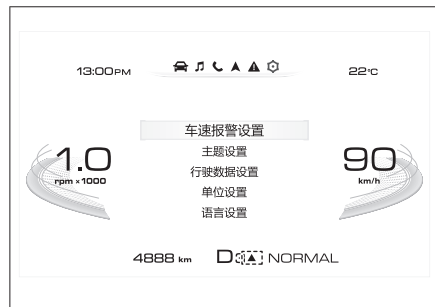 13:00PM 22°C
车速报警设置
主题设置
1.0 90
rpm×1000 km/h
行驶数据设置
单位设置
语言设置
4888 km D NORMAL